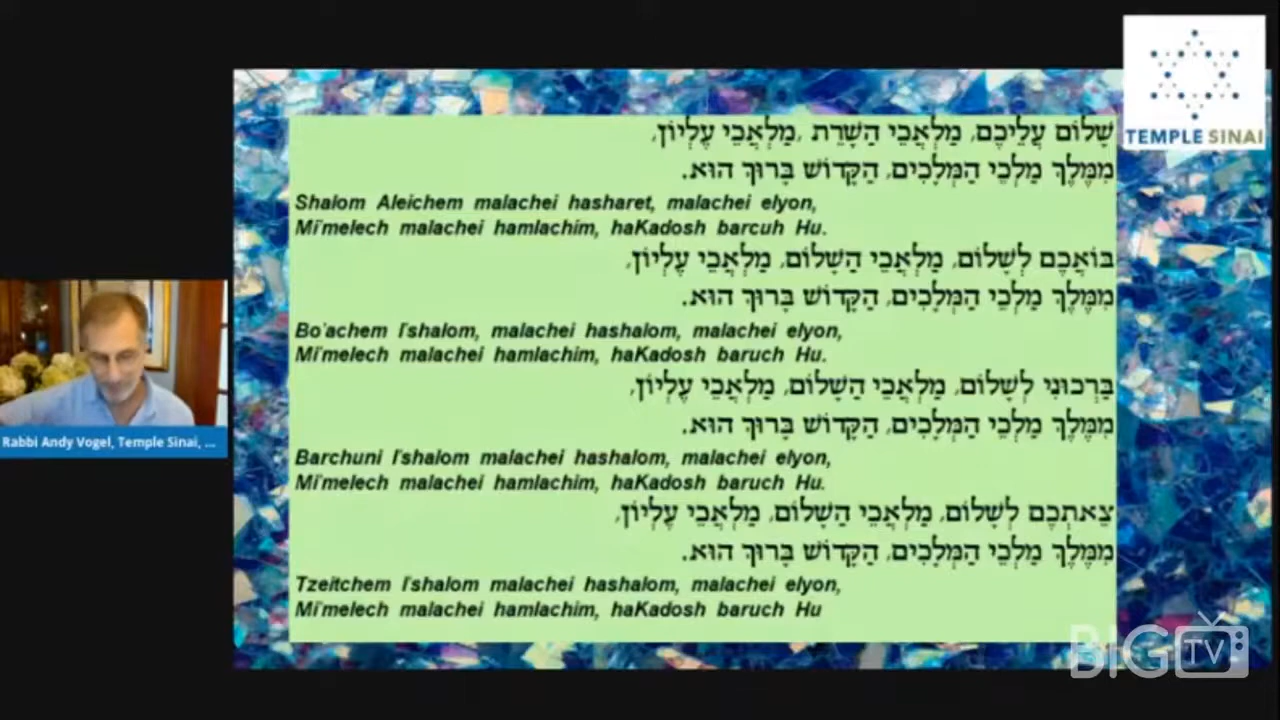 TEMPLE SINAI
שָׁלוֹם עֲלֵיכֶם, מַלְאֲכֵי הַשָּׁרֵת ,מַלְאֲכֵי עֶלְיוֹן,
מִמֶּלֶךְ מַלְכֵי הַמְּלָכִים, הַקָּדוֹשׁ בָּרוּךְ הוּא.
Shalom Aleichem malachei hasharet, malachei elyon,
Mi'melech malachei hamlachim, haKadosh barcuh Hu.
בּוֹאֲכֶם לְשָׁלוֹם, מַלְאֲכֵי הַשָּׁלוֹם, מַלְאֲכֵי עֶלְיוֹן,
מִמֶּלֶךְ מַלְכֵי הַמְּלָכִים, הַקָּדוֹשׁ בָּרוּךְ הוּא.
Bo'achem l'shalom, malachei hashalom, malachei elyon,
Mi'melech malachei hamlachim, haKadosh baruch Hu.
בָּרְכוּנִי לְשָׁלוֹם, מַלְאֲכֵי הַשָּׁלוֹם, מַלְאֲכֵי עֶלְיוֹן,
מִמֶּלֶךְ מַלְכֵי הַמְּלָכִים, הַקָּדוֹשׁ בָּרוּךְ הוּא.
Barchuni l'shalom malachei hashalom, malachei elyon,
Mi'melech malachei hamlachim, haKadosh baruch Hu.
צֵאתְכֶם לְשָׁלוֹם, מַלְאֲכֵי הַשָּׁלוֹם, מַלְאֲכֵי עֶלְיוֹן,
מִמֶּלֶךְ מַלְכֵי הַמְּלָכִים, הַקָּדוֹשׁ בָּרוּךְ הוּא.
Tzeitchem l'shalom malachei hashalom, malachei elyon,
Mi'melech malachei hamlachim, haKadosh baruch Hu
Rabbi Andy Vogel, Temple Sinai, ...
BIG TV